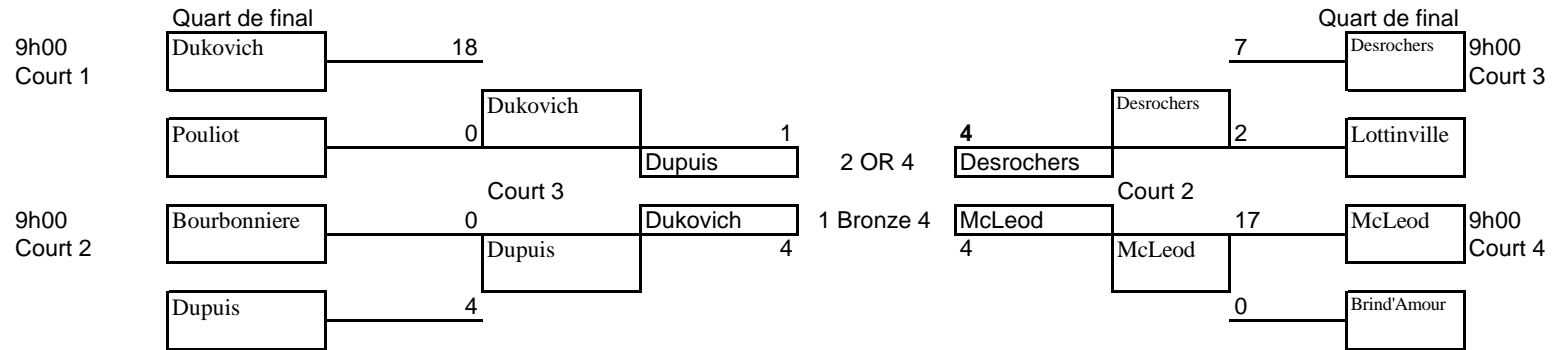 Quart de final Quart de final
9h00 Dukovich 18 7 Desrochers 9h00
Court 1 Court 3
Dukovich Desrochers
Pouliot 0 1 4 2 Lottinville
Dupuis 2 OR 4 Desrochers
Court 3 Court 2
9h00 Bourbonniere 0 Dukovich 1 Bronze 4 McLeod 17 McLeod 9h00
Court 2 Dupuis 4 4 McLeod Court 4
Dupuis 4 0 Brind'Amour